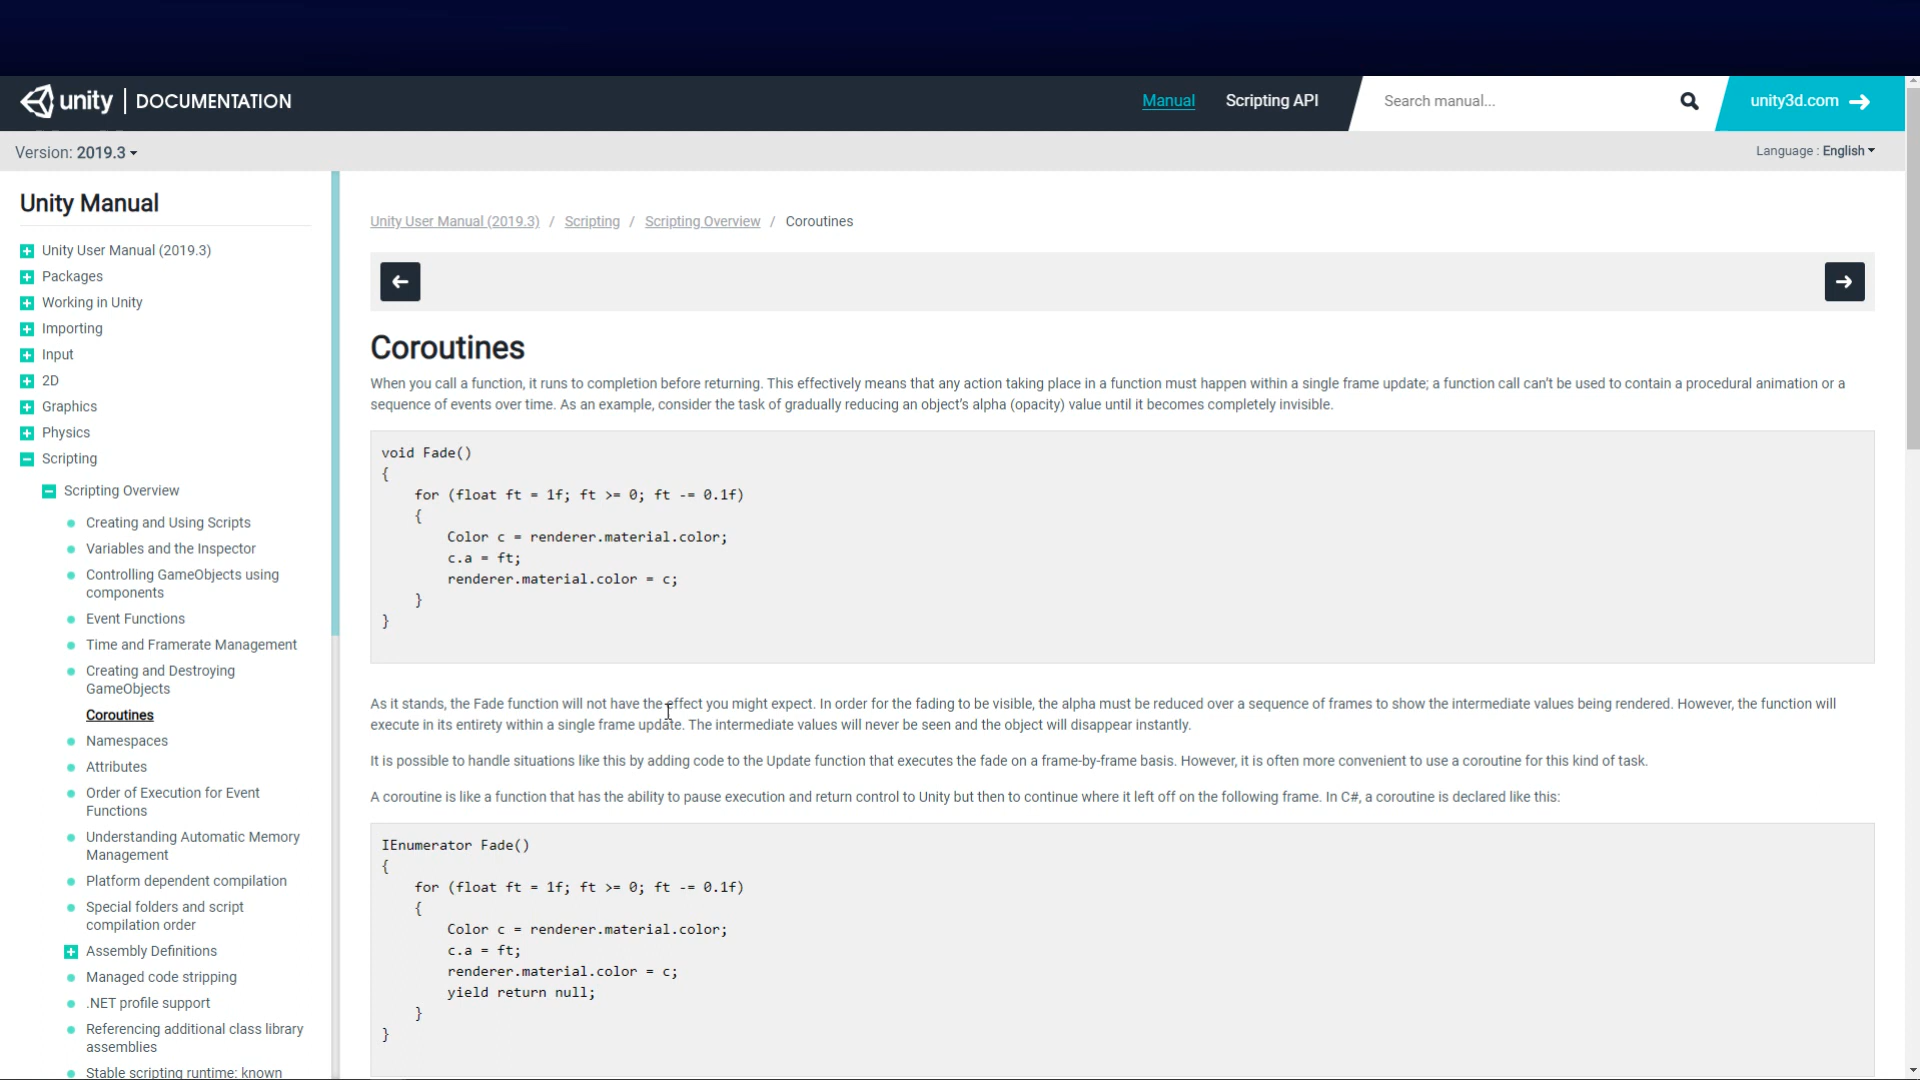 unity | DOCUMENTATION
Manual
Scripting API
Search manual...
unity3d.com
Version: 2019.3
Language : English
Unity Manual
Unity User Manual (2019.3)
Packages
Working in Unity
Importing
Input
2D
Graphics
Physics
Scripting
Scripting Overview
Creating and Using Scripts
Variables and the Inspector
Controlling GameObjects using
components
Event Functions
Time and Framerate Management
Creating and Destroying
GameObjects
Coroutines
Namespaces
Attributes
Order of Execution for Event
Functions
Understanding Automatic Memory
Management
Platform dependent compilation
Special folders and script
compilation order
Assembly Definitions
Managed code stripping
.NET profile support
Referencing additional class library
assemblies
Stable scripting runtime: known
Unity User Manual (2019.3) / Scripting / Scripting Overview / Coroutines
Coroutines
When you call a function, it runs to completion before returning. This effectively means that any action taking place in a function must happen within a single frame update; a function call can't be used to contain a procedural animation or a
sequence of events over time. As an example, consider the task of gradually reducing an object's alpha (opacity) value until it becomes completely invisible.
void Fade()
{
for (float ft = 1f; ft >= 0; ft -= 0.1f)
{
Color c = renderer.material.color;
c.a = ft;
renderer.material.color = c;
}
}
As it stands, the Fade function will not have the effect you might expect. In order for the fading to be visible, the alpha must be reduced over a sequence of frames to show the intermediate values being rendered. However, the function will
execute in its entirety within a single frame update. The intermediate values will never be seen and the object will disappear instantly.
It is possible to handle situations like this by adding code to the Update function that executes the fade on a frame-by-frame basis. However, it is often more convenient to use a coroutine for this kind of task.
A coroutine is like a function that has the ability to pause execution and return control to Unity but then to continue where it left off on the following frame. In C#, a coroutine is declared like this:
IEnumerator Fade()
{
for (float ft = 1f; ft >= 0; ft -= 0.1f)
{
Color c = renderer.material.color;
c.a = ft;
renderer.material.color = c;
yield return null;
}
}